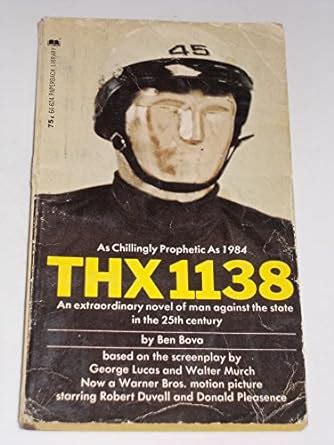 75¢ 64-624 PAPERBACK LIBRARY
45
As Chillingly Prophetic As 1984
THX 1138
An extraordinary novel of man against the state
in the 25th century
by Ben Bova
based on the screenplay by
George Lucas and Walter Murch
Now a Warner Bros. motion picture
starring Robert Duvall and Donald Pleasence